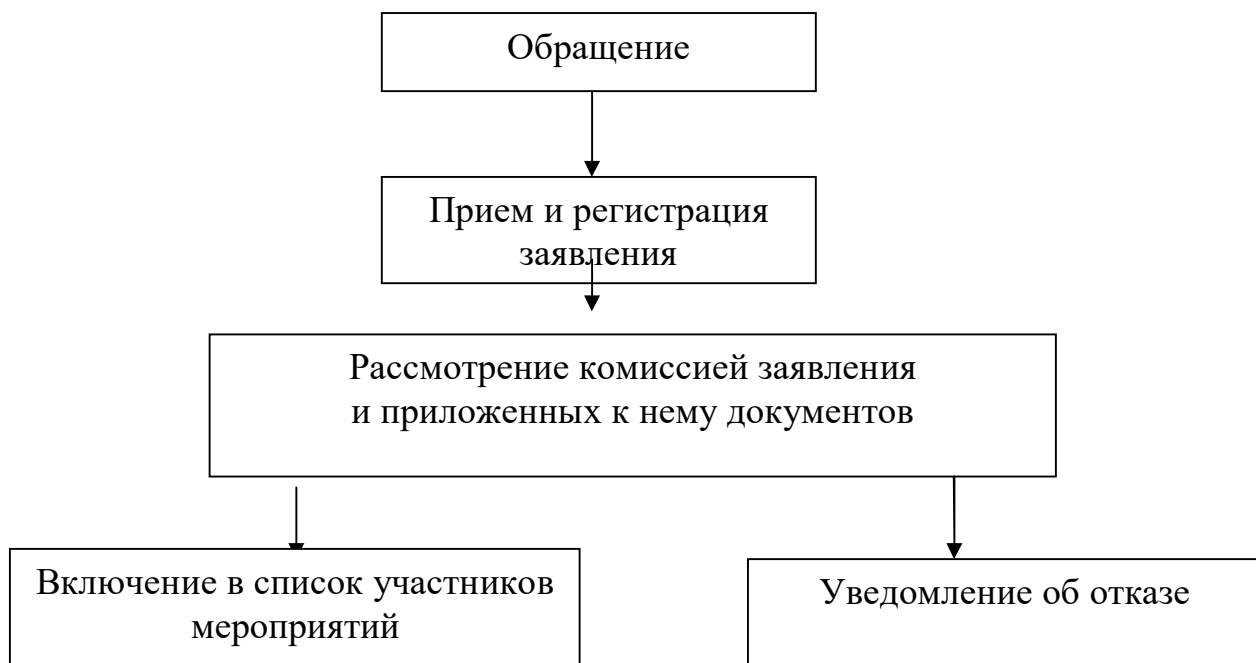 Обращение
Прием и регистрация
заявления
Рассмотрение комиссией заявления
и приложенных к нему документов
Включение в список участников
мероприятий
Уведомление об отказе